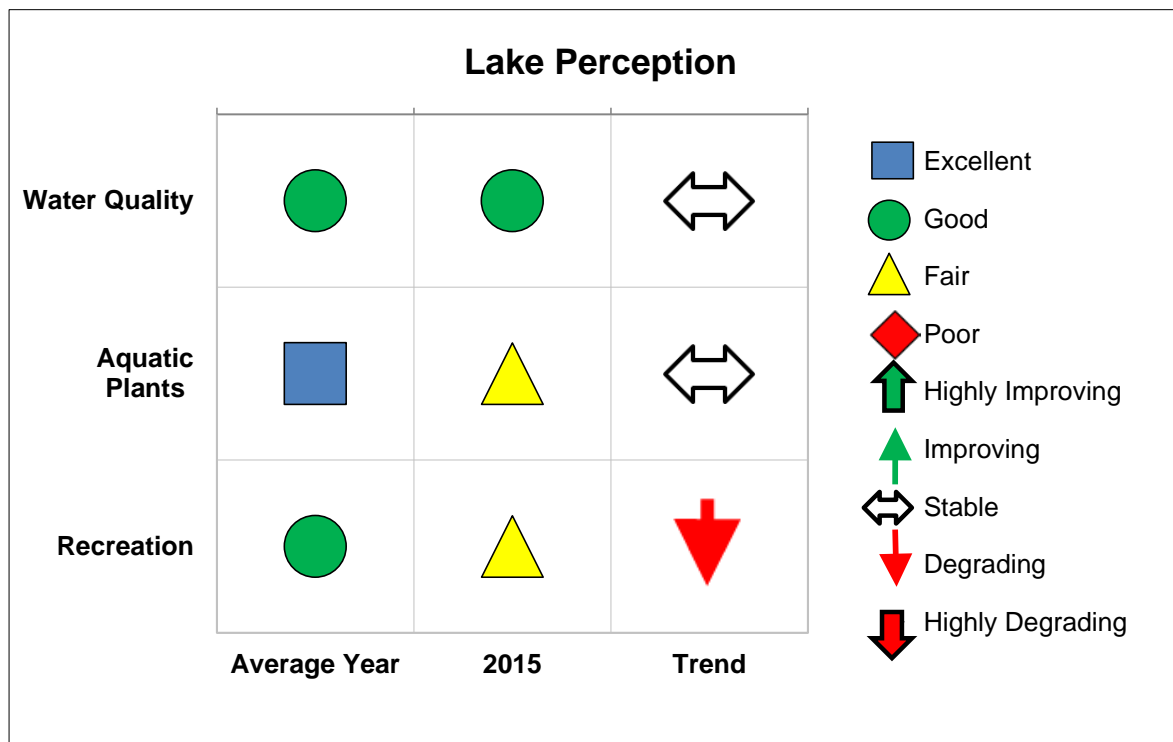 Lake Perception
Water Quality
Aquatic
Plants
Recreation
Average Year
2015
Trend
Excellent
Good
Fair
Poor
Highly Improving
Improving
Stable
Degrading
Highly Degrading